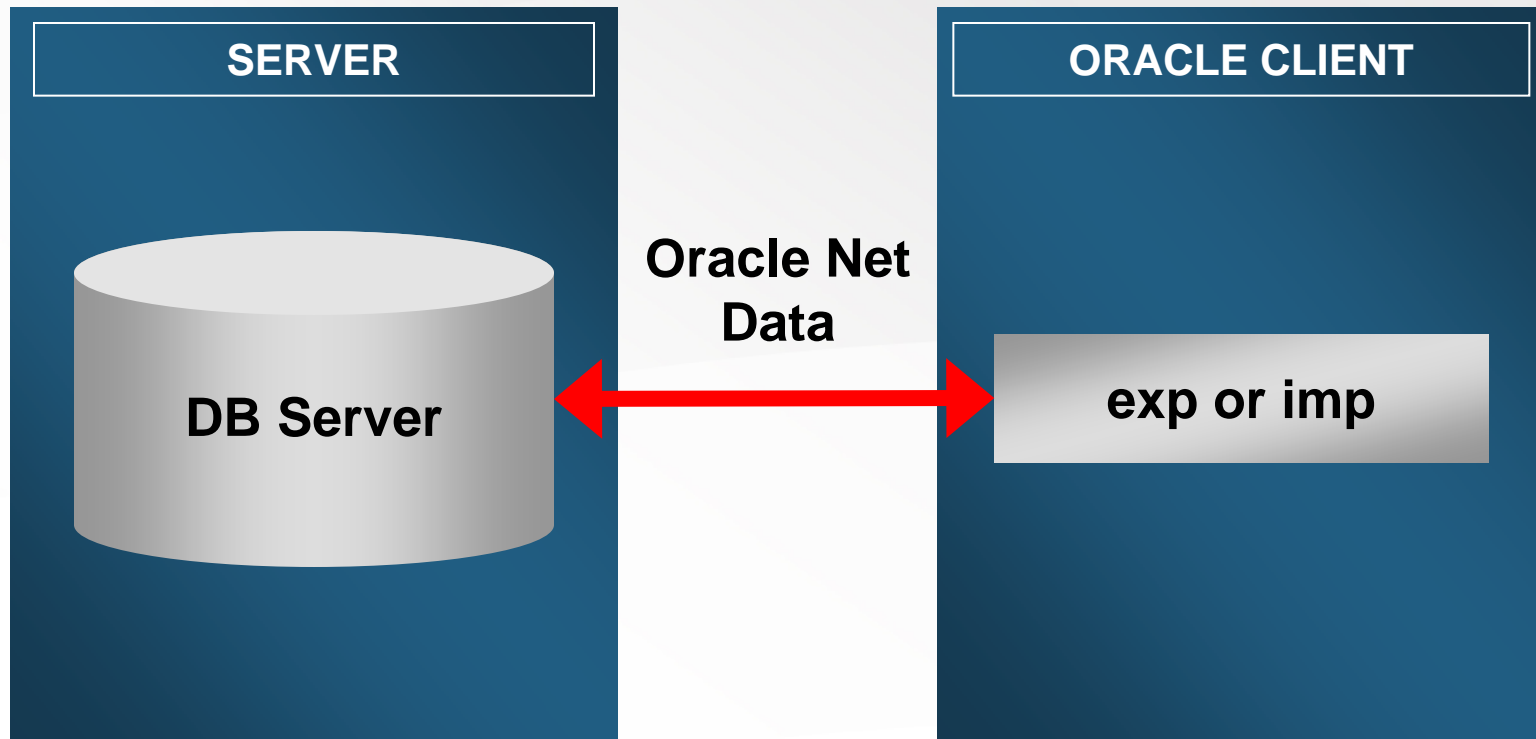 SERVER
ORACLE CLIENT
Oracle Net
Data
DB Server
exp or imp